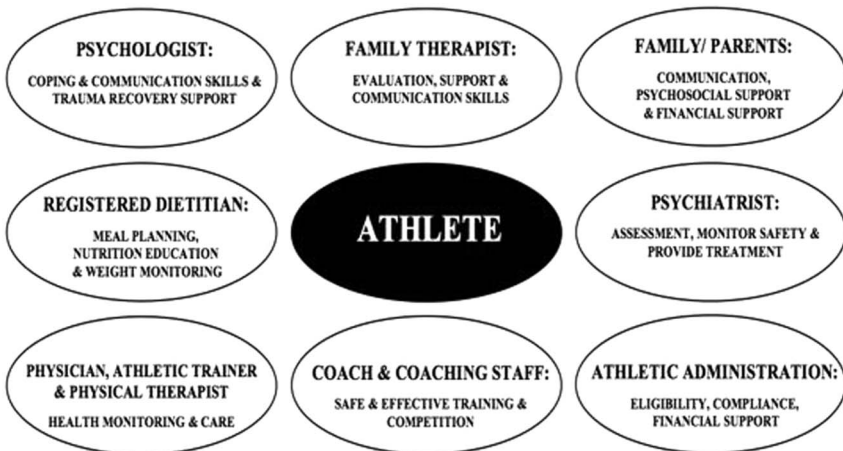 PSYCHOLOGIST:
COPING & COMMUNICATION SKILLS &
TRAUMA RECOVERY SUPPORT
FAMILY THERAPIST:
EVALUATION, SUPPORT &
COMMUNICATION SKILLS
FAMILY/ PARENTS:
COMMUNICATION,
PSYCHOSOCIAL SUPPORT
& FINANCIAL SUPPORT
REGISTERED DIETITIAN:
MEAL PLANNING,
NUTRITION EDUCATION
& WEIGHT MONITORING
ATHLETE
PSYCHIATRIST:
ASSESSMENT, MONITOR SAFETY &
PROVIDE TREATMENT
PHYSICIAN, ATHLETIC TRAINER
& PHYSICAL THERAPIST
HEALTH MONITORING & CARE
COACH & COACHING STAFF:
SAFE & EFFECTIVE TRAINING &
COMPETITION
ATHLETIC ADMINISTRATION:
ELIGIBILITY, COMPLIANCE,
FINANCIAL SUPPORT